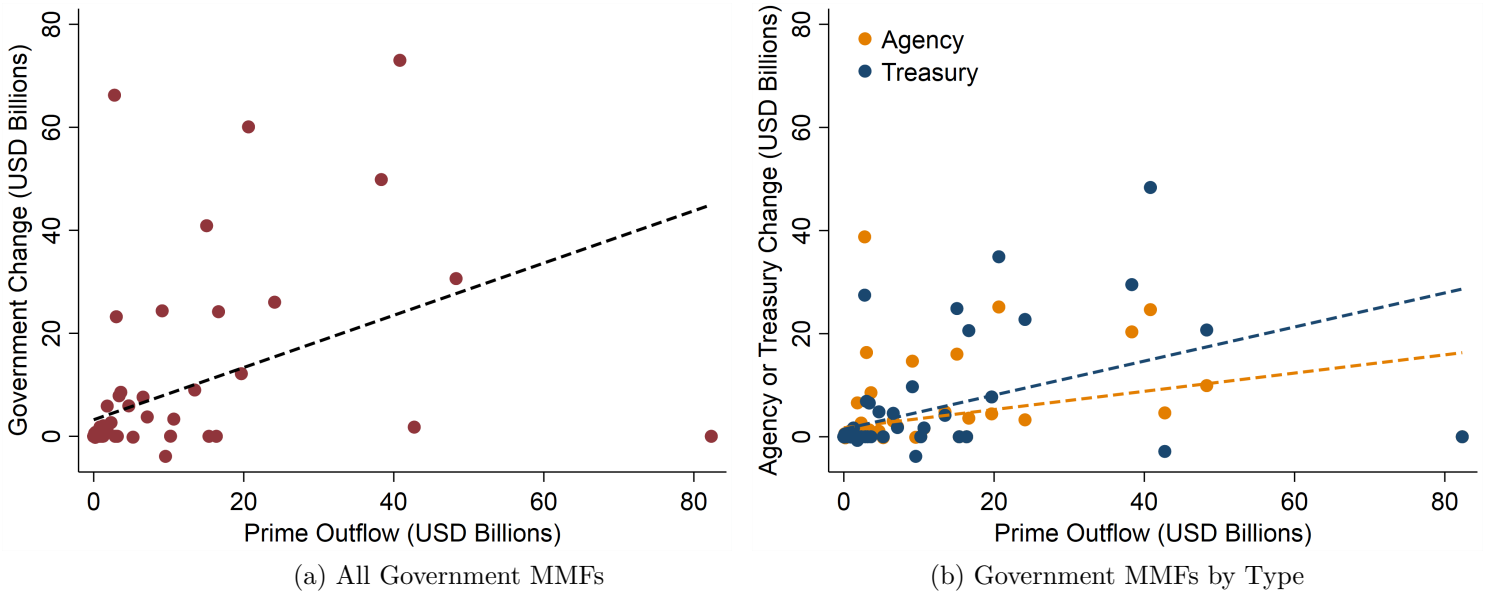 Government Change (USD Billions)
80
60
40
20
0
0 20 40 60 80
Prime Outflow (USD Billions)
(a) All Government MMFs
Agency or Treasury Change (USD Billions)
80
60
40
20
0
Agency
Treasury
0 20 40 60 80
Prime Outflow (USD Billions)
(b) Government MMFs by Type